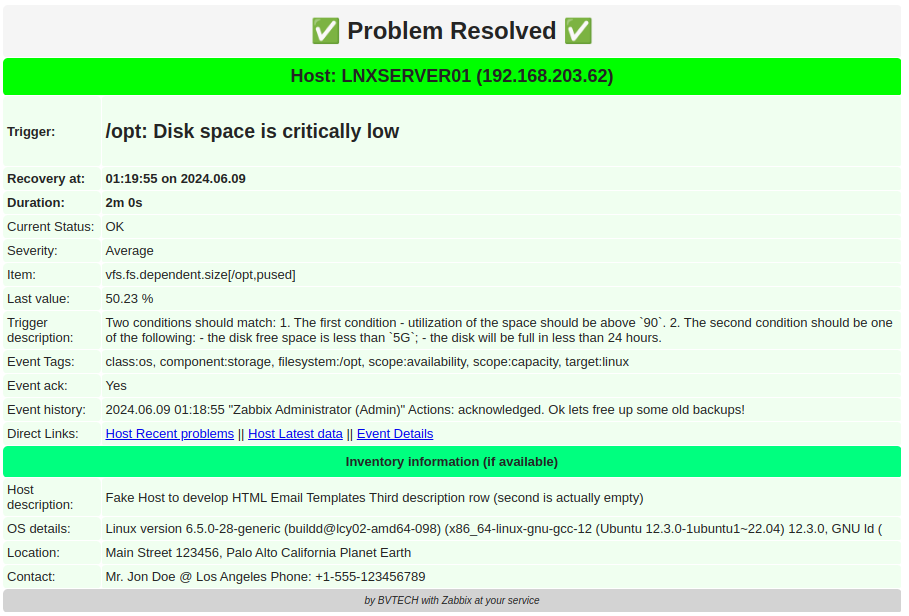 ✅ Problem Resolved ✅
Host: LNXSERVER01 (192.168.203.62)
Trigger: /opt: Disk space is critically low
Recovery at: 01:19:55 on 2024.06.09
Duration: 2m 0s
Current Status: OK
Severity: Average
Item: vfs.fs.dependent.size[/opt,pused]
Last value: 50.23 %
Trigger description:
Two conditions should match: 1. The first condition - utilization of the space should be above `90`. 2. The second condition should be one
of the following: - the disk free space is less than `5G`; - the disk will be full in less than 24 hours.
Event Tags: class:os, component:storage, filesystem:/opt, scope:availability, scope:capacity, target:linux
Event ack: Yes
Event history: 2024.06.09 01:18:55 "Zabbix Administrator (Admin)" Actions: acknowledged. Ok lets free up some old backups!
Direct Links: Host Recent problems || Host Latest data || Event Details
Inventory information (if available)
Host description:
Fake Host to develop HTML Email Templates Third description row (second is actually empty)
OS details: Linux version 6.5.0-28-generic (buildd@lcy02-amd64-098) (x86_64-linux-gnu-gcc-12 (Ubuntu 12.3.0-1ubuntu1~22.04) 12.3.0, GNU ld (
Location: Main Street 123456, Palo Alto California Planet Earth
Contact: Mr. Jon Doe @ Los Angeles Phone: +1-555-123456789
by BVTECH with Zabbix at your service